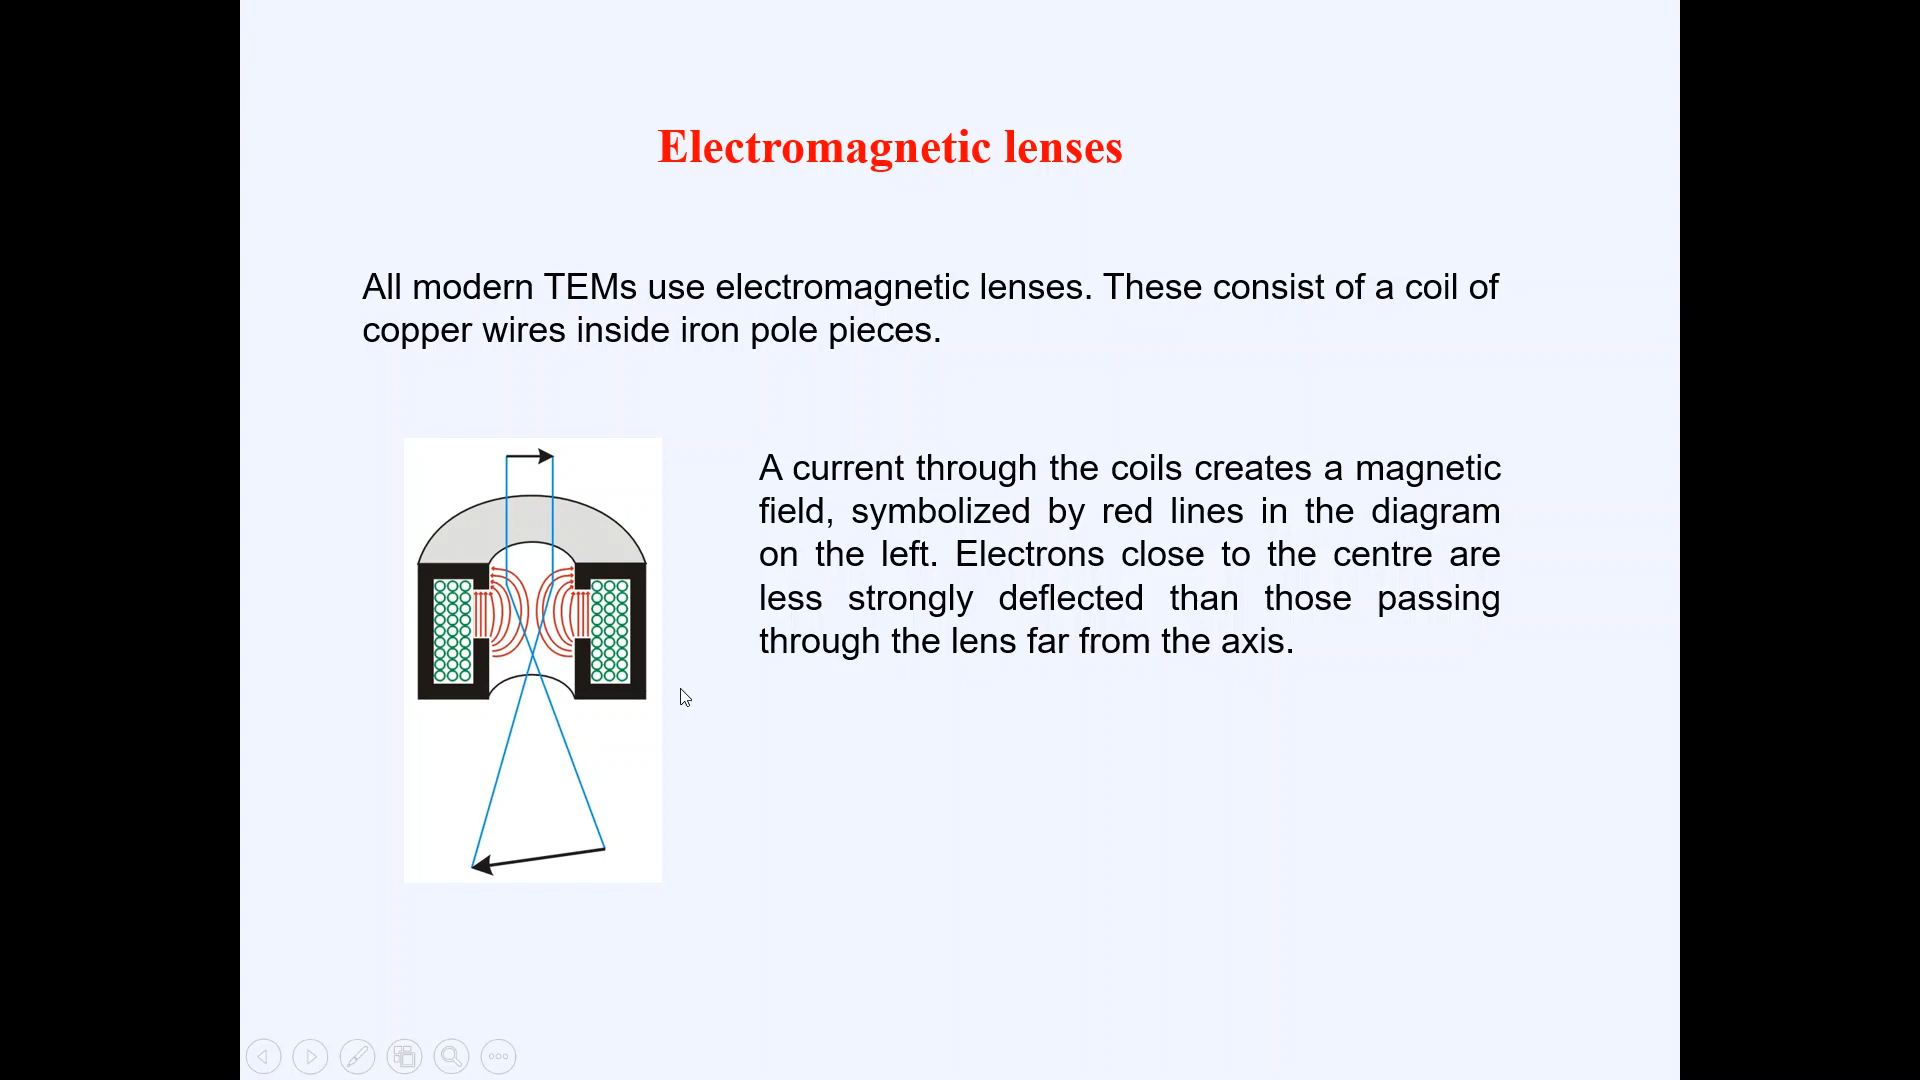 Electromagnetic lenses
All modern TEMs use electromagnetic lenses. These consist of a coil of
copper wires inside iron pole pieces.
A current through the coils creates a magnetic
field, symbolized by red lines in the diagram
on the left. Electrons close to the centre are
less strongly deflected than those passing
through the lens far from the axis.